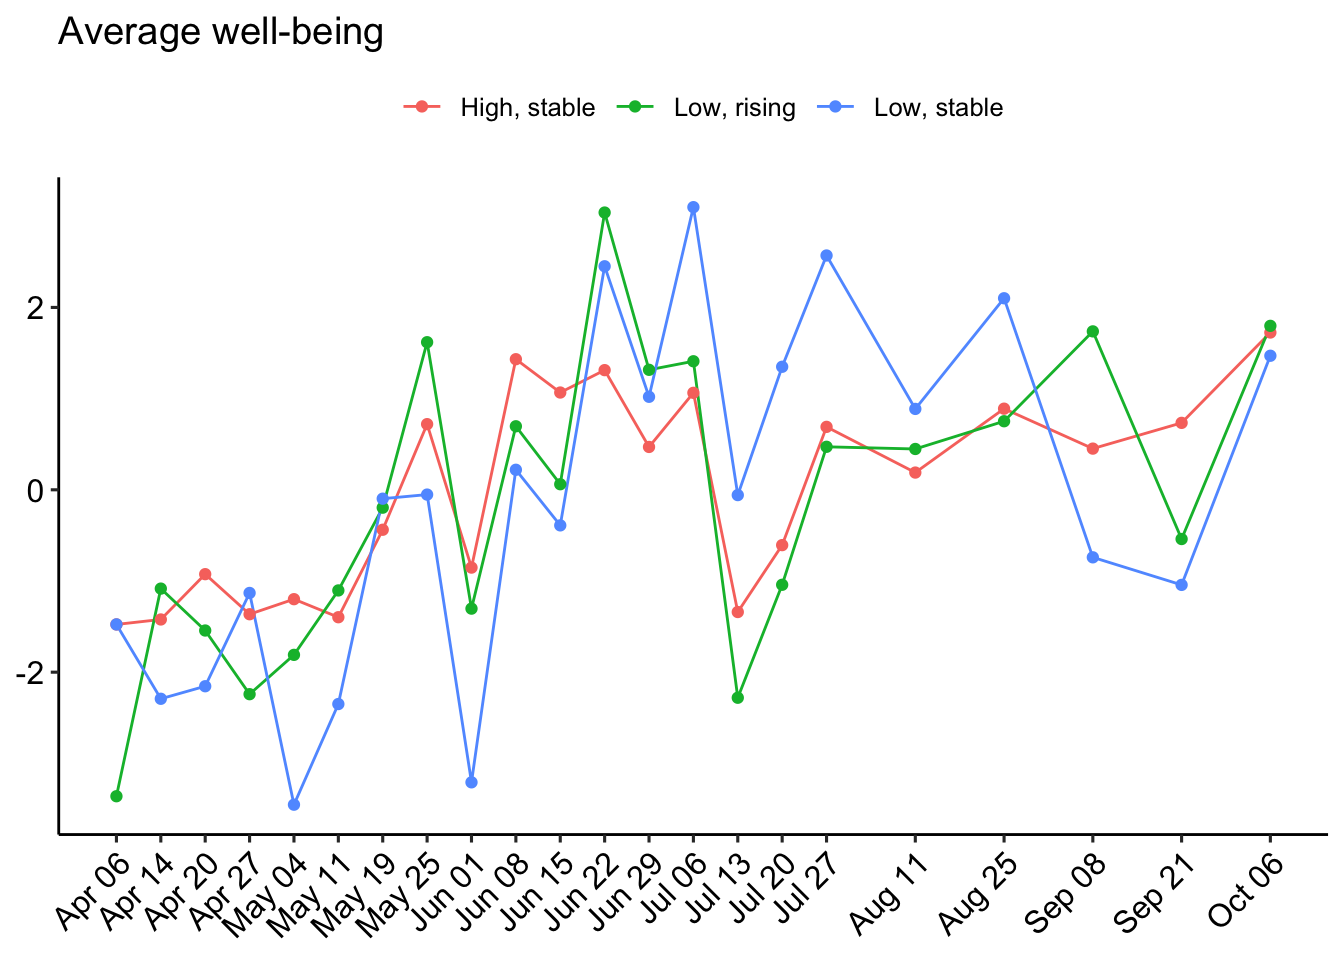 Average well-being
High, stable Low, rising Low, stable
2
0
-2
Apr 06 Apr 14 Apr 20 Apr 27 May 04 May 11 May 19 May 25 Jun 01 Jun 08 Jun 15 Jun 22 Jun 29 Jul 06 Jul 13 Jul 20 Jul 27 Aug 11 Aug 25 Sep 08 Sep 21 Oct 06